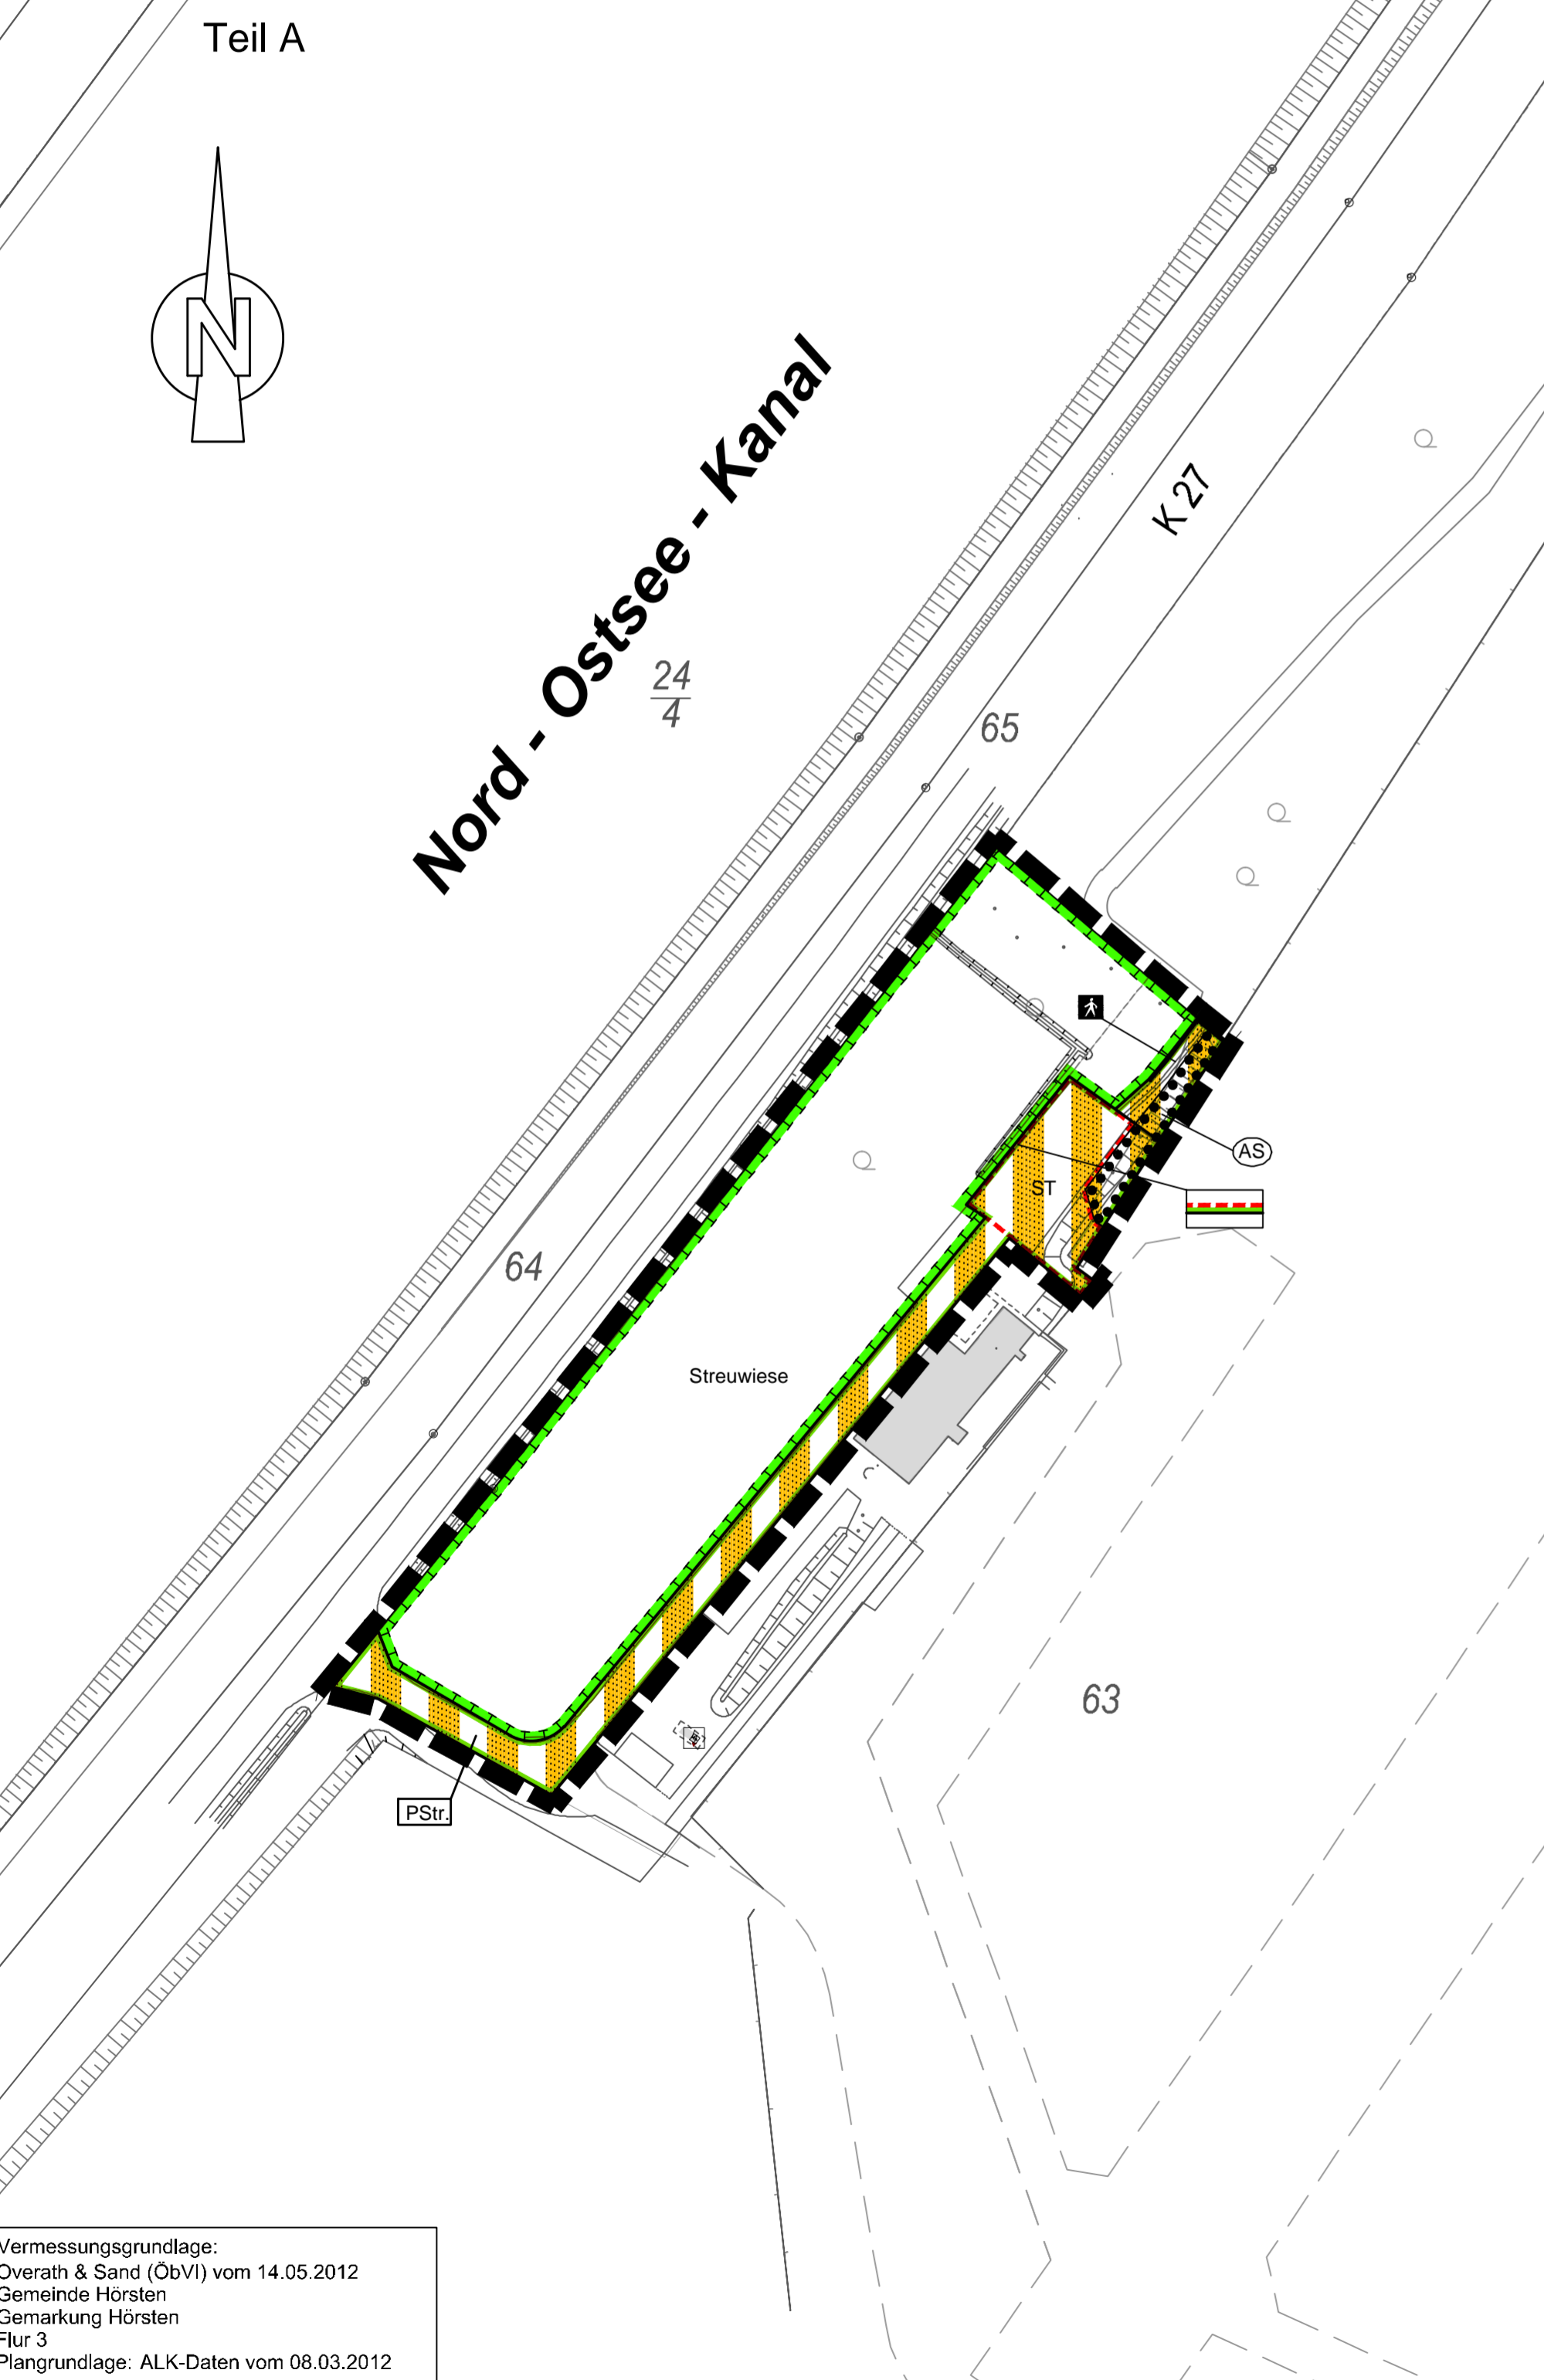 Teil A
N
Nord - Ostsee - Kanal
K 27
24
4
65
AS
ST
64
Streuwiese
63
PStr.
Vermessungsgrundlage:
Overath & Sand (ÖbVI) vom 14.05.2012
Gemeinde Hörsten
Gemarkung Hörsten
Flur 3
Plangrundlage: ALK-Daten vom 08.03.2012